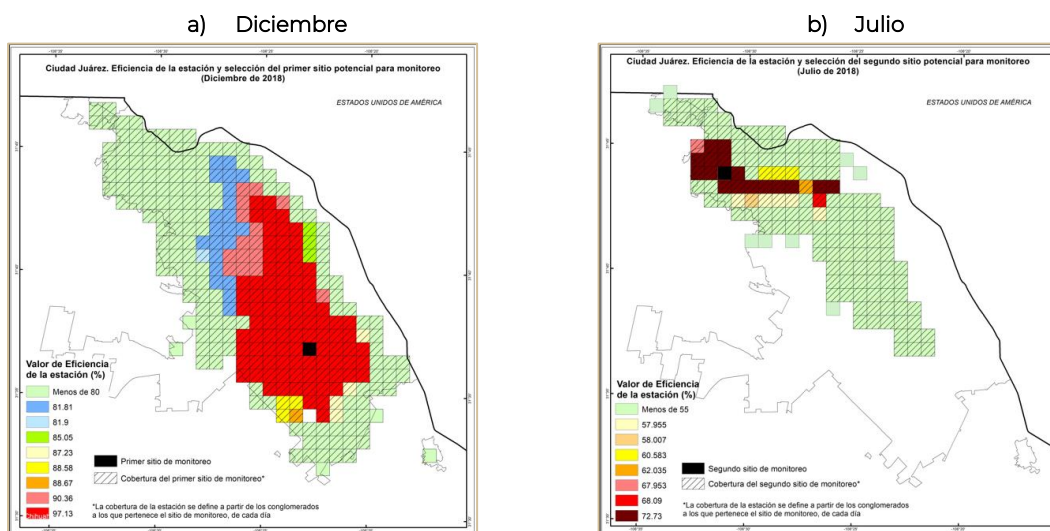 a) Diciembre
Ciudad Juárez. Eficiencia de la estación y selección del primer sitio potencial para monitoreo
(Diciembre de 2018)
ESTADOS UNIDOS DE AMÉRICA
Valor de Eficiencia
de la estación (%)
Menos de 80
81.81
81.9
85.05
87.23
88.58
88.67
90.36
97.13
Primer sitio de monitoreo
Cobertura del primer sitio de monitoreo*
*La cobertura de la estación se define a partir de los conglomerados
a los que pertenece el sitio de monitoreo, de cada día
b) Julio
Ciudad Juárez. Eficiencia de la estación y selección del segundo sitio potencial para monitoreo
(Julio de 2018)
ESTADOS UNIDOS DE AMÉRICA
Valor de Eficiencia
de la estación (%)
Menos de 55
57.955
58.007
60.583
62.035
67.953
68.09
72.73
Segundo sitio de monitoreo
Cobertura del segundo sitio de monitoreo*
*La cobertura de la estación se define a partir de los conglomerados
a los que pertenece el sitio de monitoreo, de cada día